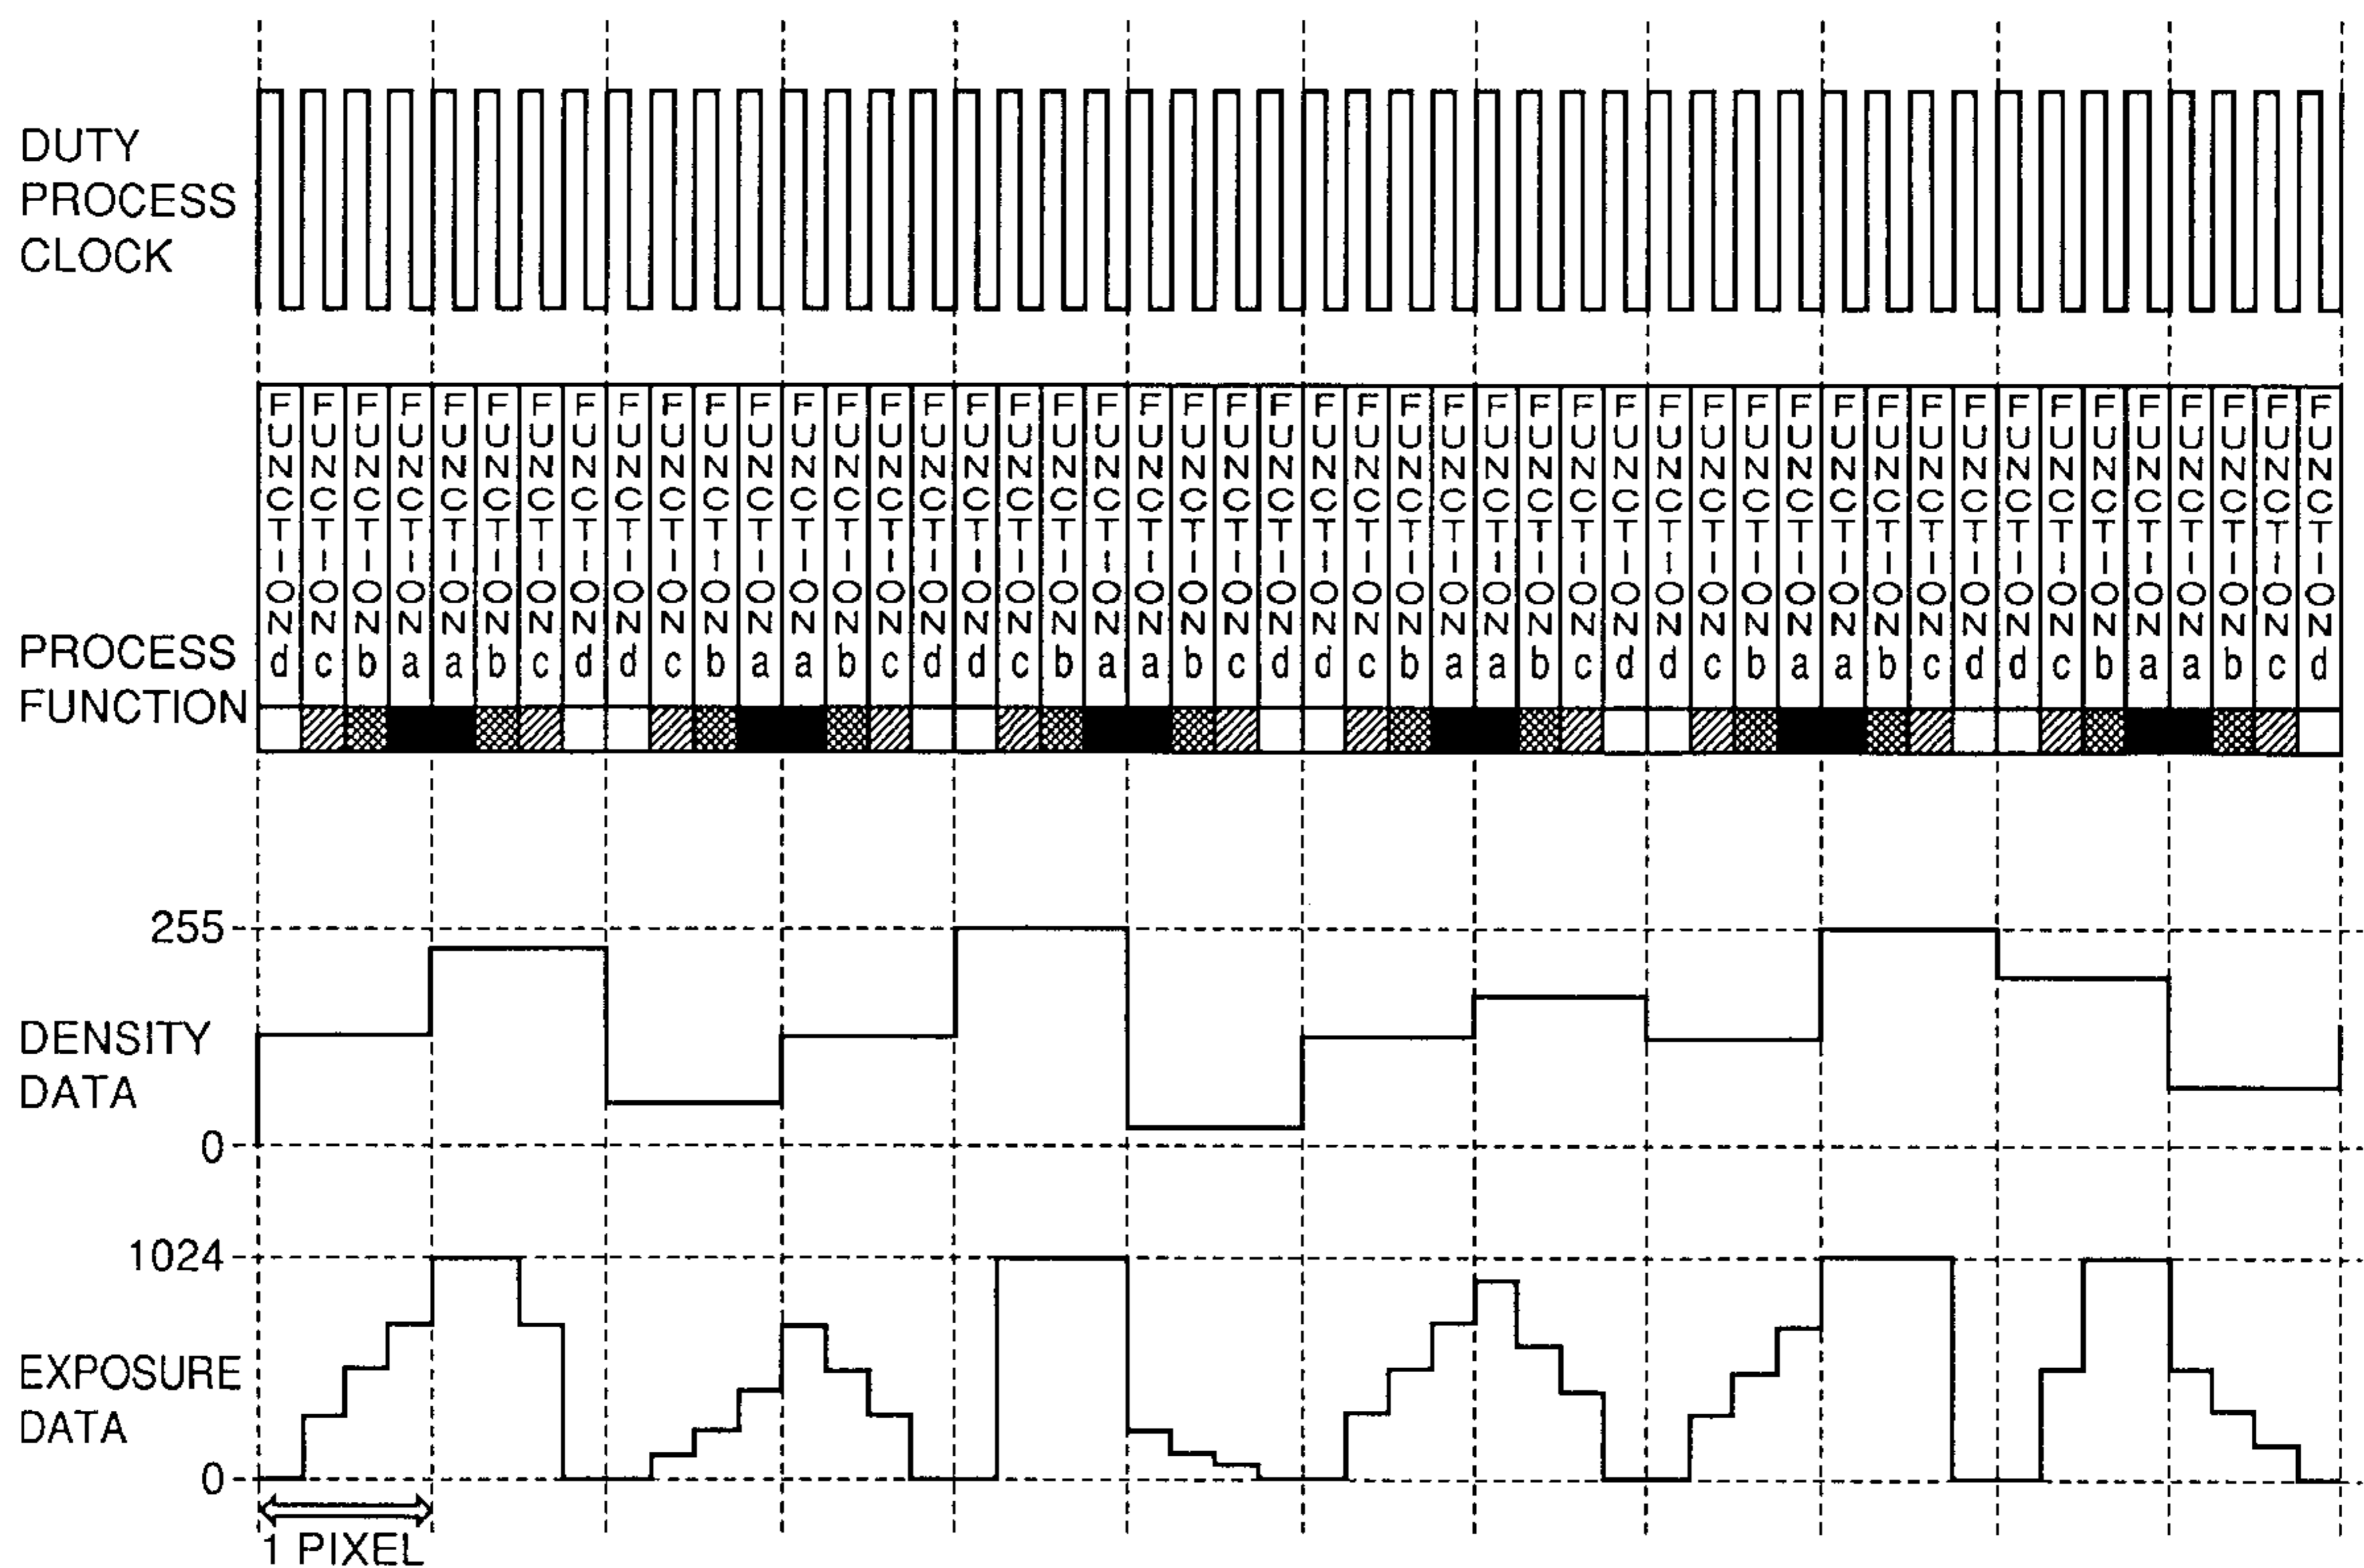 DUTY
PROCESS
CLOCK
PROCESS
FUNCTION
FUNCTION d FUNCTION c FUNCTION b FUNCTION a FUNCTION a FUNCTION b FUNCTION c FUNCTION d FUNCTION d FUNCTION c FUNCTION b FUNCTION a FUNCTION a FUNCTION b FUNCTION c FUNCTION d FUNCTION d FUNCTION c FUNCTION b FUNCTION a FUNCTION a FUNCTION b FUNCTION c FUNCTION d FUNCTION d FUNCTION c FUNCTION b FUNCTION a FUNCTION a FUNCTION b FUNCTION c FUNCTION d FUNCTION d FUNCTION c FUNCTION b FUNCTION a FUNCTION a FUNCTION b FUNCTION c FUNCTION d FUNCTION d FUNCTION c FUNCTION b FUNCTION a FUNCTION a FUNCTION b FUNCTION c FUNCTION d
255
DENSITY
DATA
0
1024
EXPOSURE
DATA
0
1 PIXEL